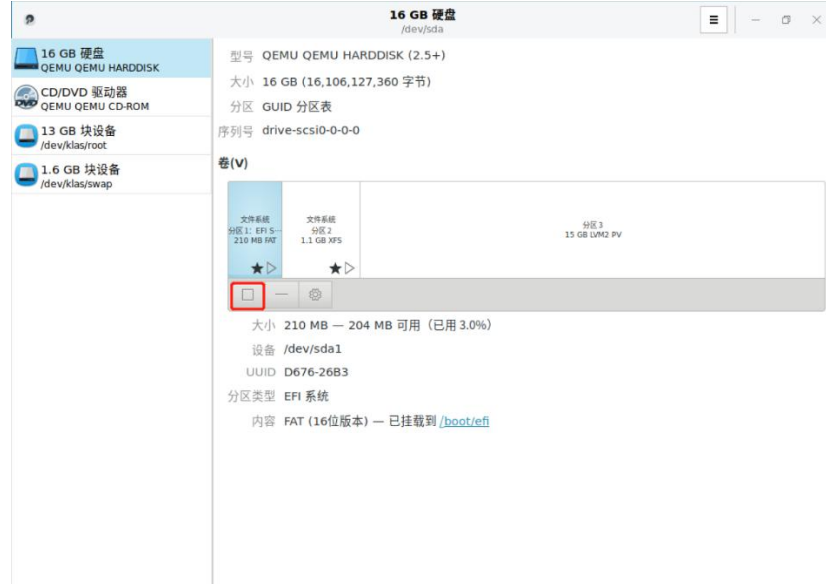 16 GB 硬盘
/dev/sda
16 GB 硬盘
QEMU QEMU HARDDISK
CD/DVD 驱动器
QEMU QEMU CD-ROM
13 GB 块设备
/dev/klas/root
1.6 GB 块设备
/dev/klas/swap
型号 QEMU QEMU HARDDISK (2.5+)
大小 16 GB (16,106,127,360 字节)
分区 GUID 分区表
序列号 drive-scsi0-0-0-0
卷(V)
文件系统
分区 1: EFI S…
210 MB FAT
文件系统
分区 2
1.1 GB XFS
分区 3
15 GB LVM2 PV
大小 210 MB — 204 MB 可用（已用 3.0%）
设备 /dev/sda1
UUID D676-26B3
分区类型 EFI 系统
内容 FAT (16位版本) — 已挂载到 /boot/efi